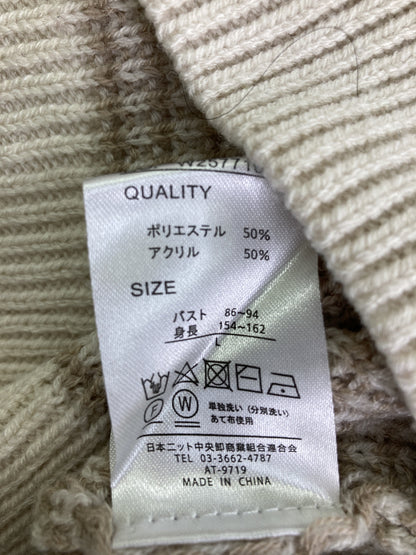 W25771
QUALITY
ポリエステル 50%
アクリル 50%
SIZE
バスト 86~94
身長 154~162
L
P W 単独洗い（分別洗い）
あて布使用
日本ニット中央卸商業組合連合会
TEL 03-3662-4787
AT-9719
MADE IN CHINA